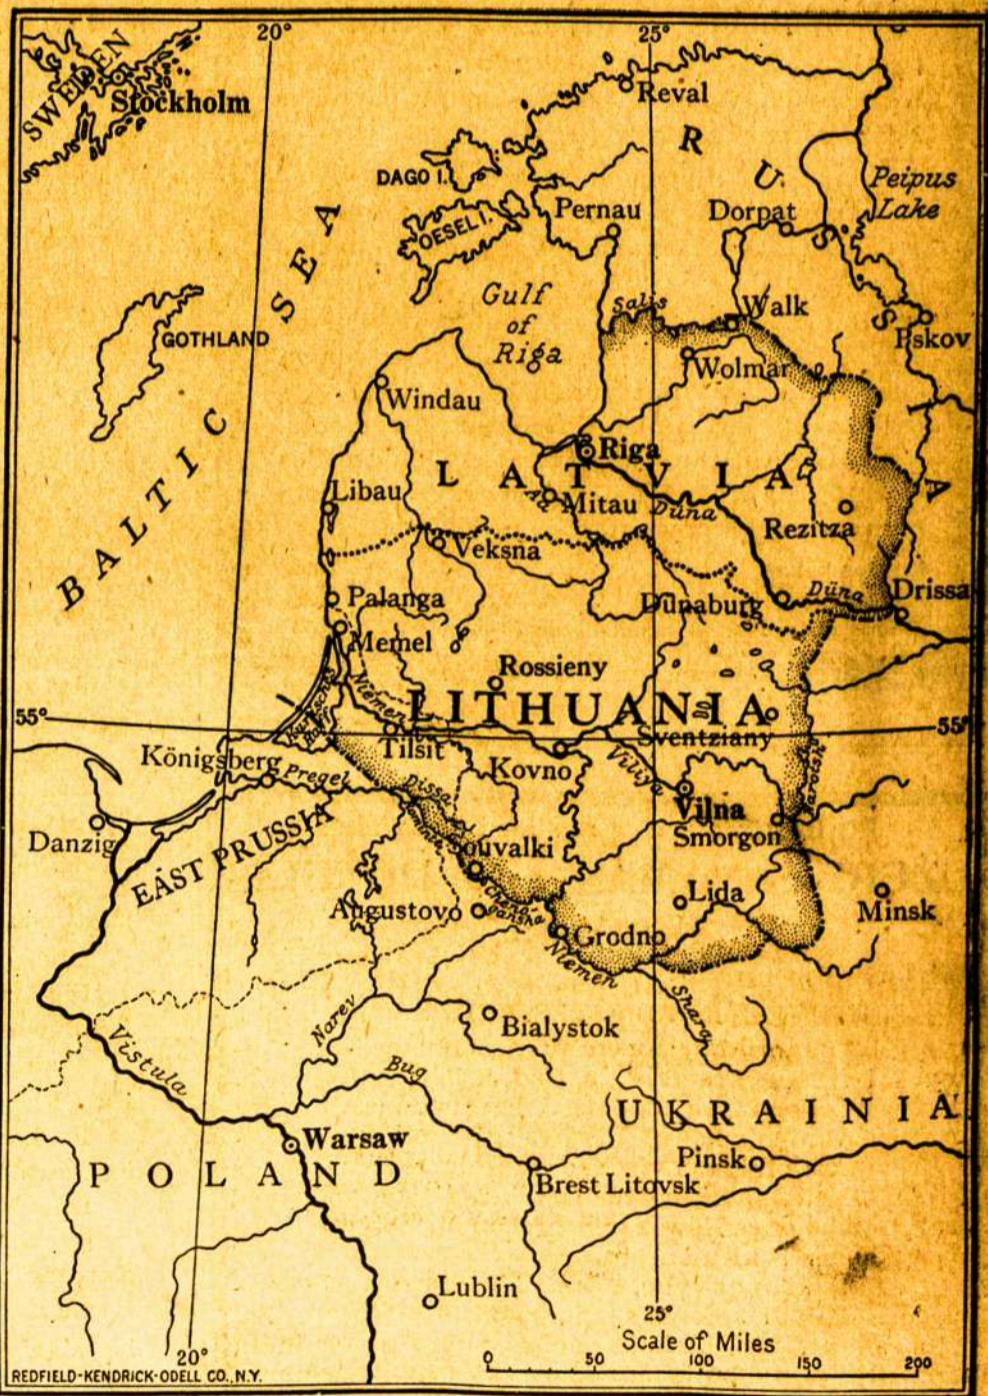 20°
25°
SWEDEN
Stockholm
Reval
RUSSIA
DAGO I.
Peipus
Lake
OESEL I.
Pernau
Dorpat
BALTIC SEA
Gulf
of
Riga
Salis
Walk
GOTHLAND
Pskov
Wolmar
Windau
Riga
LATVIA
Libau
Aa
Mitau
Düna
Rezitza
Veksna
Palanga
Dünaburg
Düna
Drissa
Memel
Rossieny
Niemen
LITHUANIA
55°
55°
Tilsit
Sventziany
Königsberg
Pregel
Kovno
Viliya
Dissa
Vilna
Danzig
Smorgon
EAST PRUSSIA
Souvalki
Lida
Augustovo
Minsk
Grodno
Niemen
Shara
Narev
Bialystok
Vistula
Bug
UKRAINIA
Warsaw
Pinsk
POLAND
Brest Litovsk
Lublin
25°
Scale of Miles
20°
0 50 100 150 200
REDFIELD-KENDRICK-ODELL CO., N.Y.